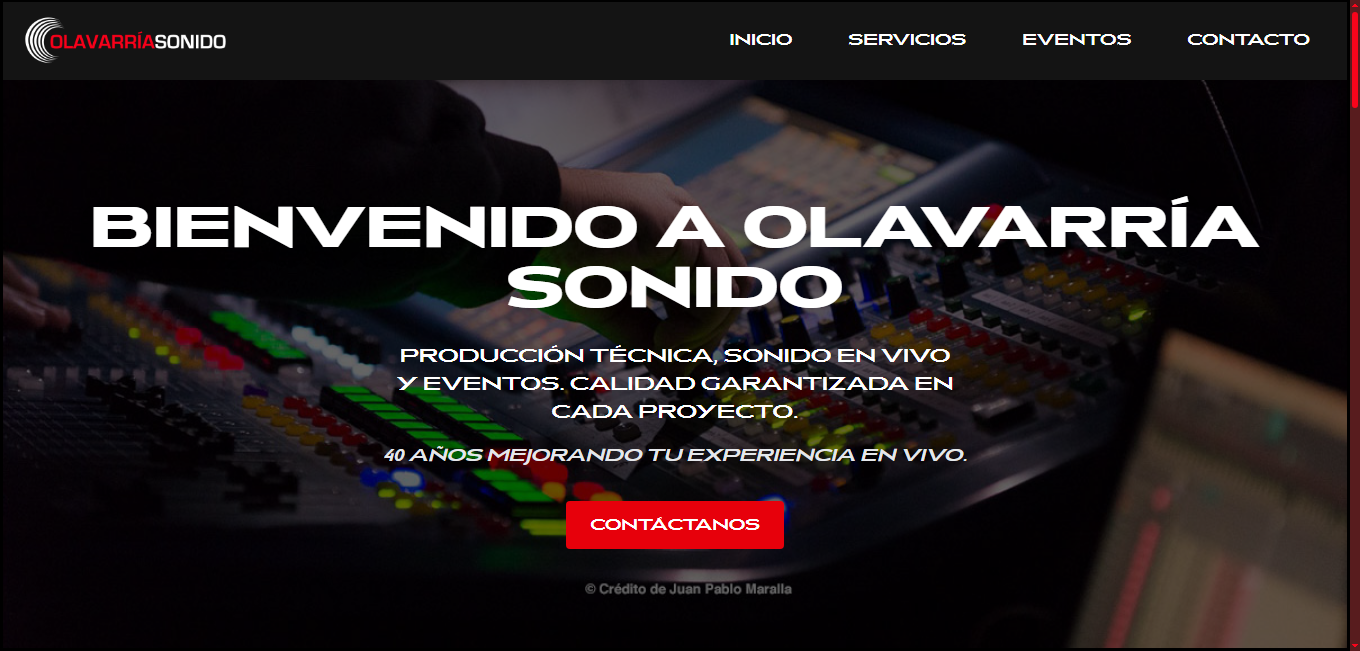 OLAVARRÍASONIDO
INICIO SERVICIOS EVENTOS CONTACTO
BIENVENIDO A OLAVARRÍA
SONIDO
PRODUCCIÓN TÉCNICA, SONIDO EN VIVO
Y EVENTOS. CALIDAD GARANTIZADA EN
CADA PROYECTO.
40 AÑOS MEJORANDO TU EXPERIENCIA EN VIVO.
CONTÁCTANOS
© Crédito de Juan Pablo Maralla